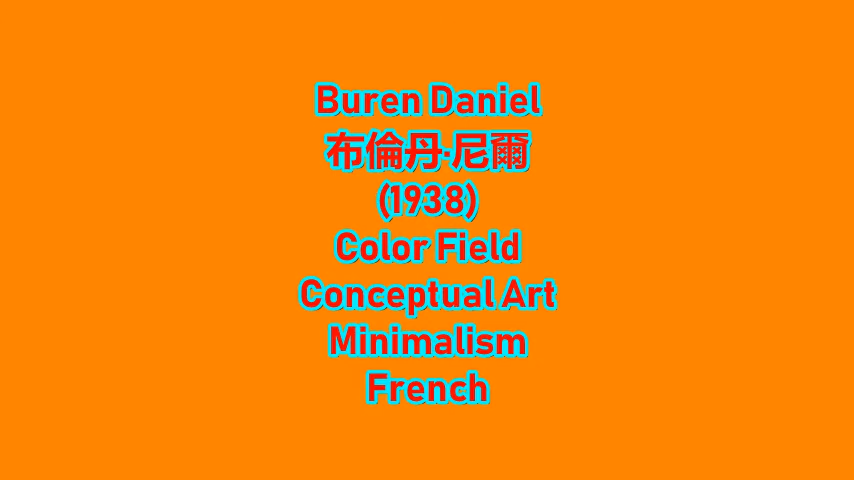 Buren Daniel
布倫丹·尼爾
(1938)
Color Field
Conceptual Art
Minimalism
French